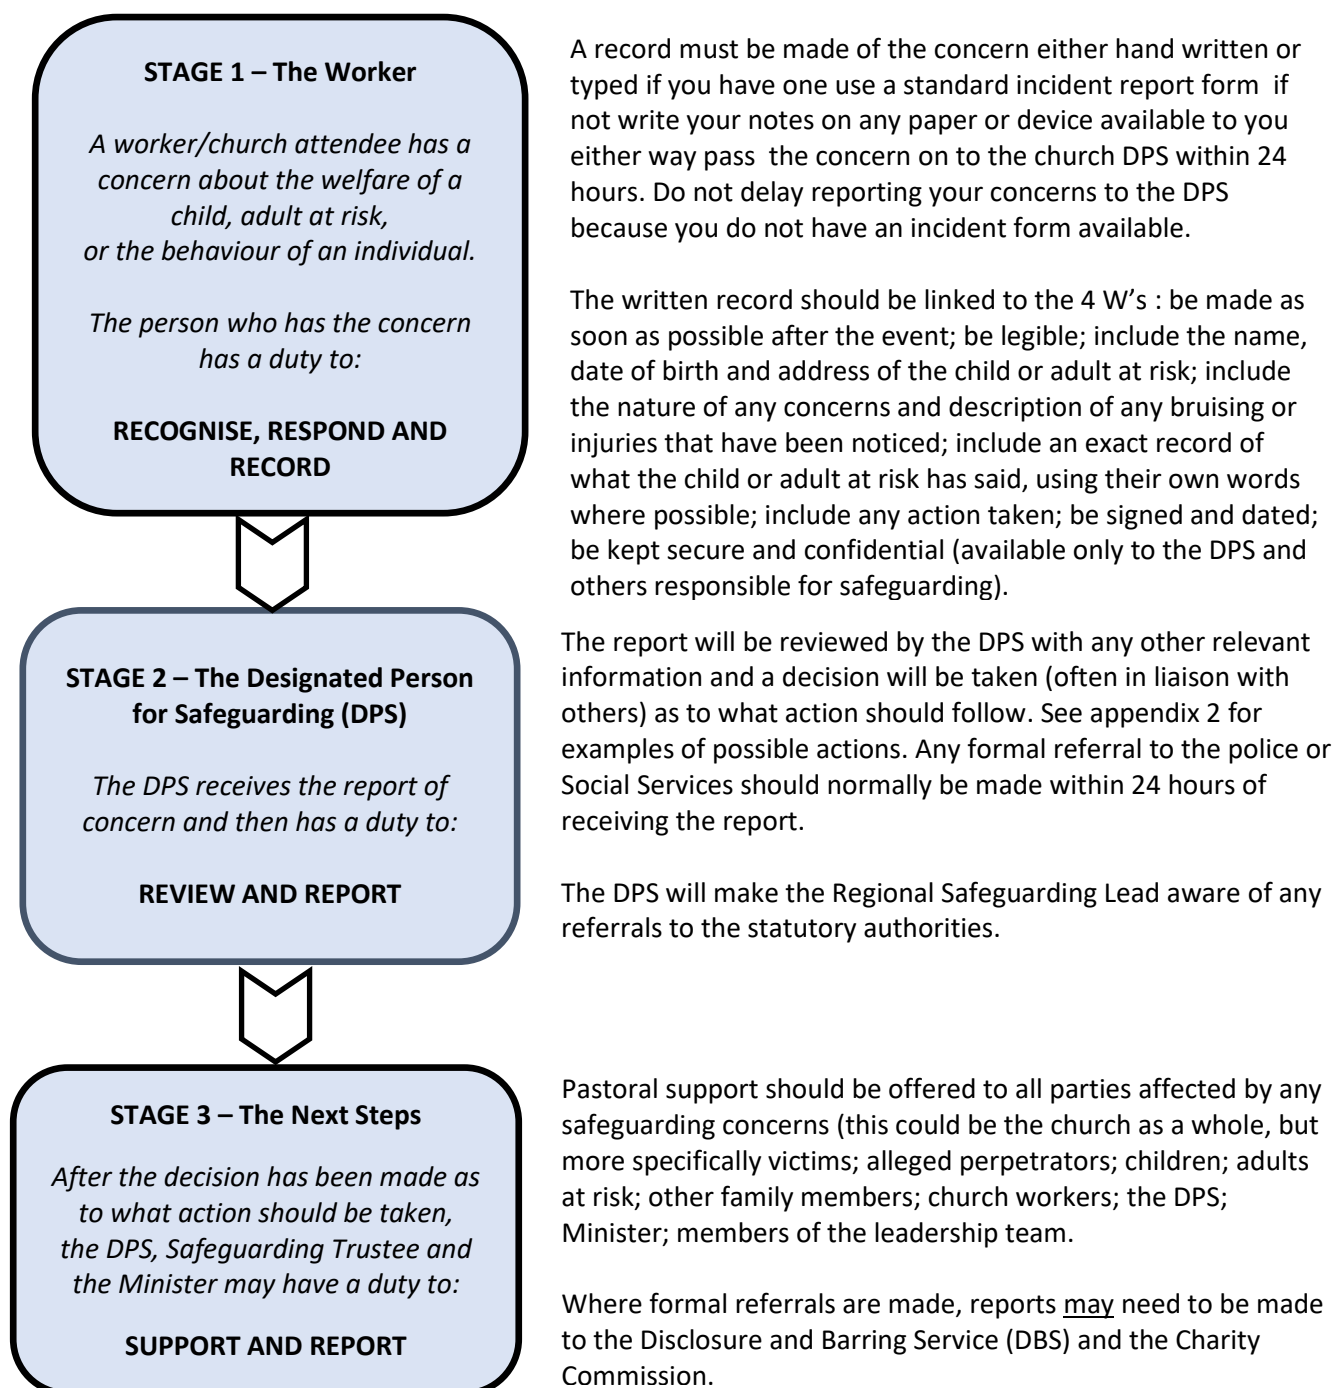 STAGE 1 – The Worker
A worker/church attendee has a
concern about the welfare of a
child, adult at risk,
or the behaviour of an individual.
The person who has the concern
has a duty to:
RECOGNISE, RESPOND AND
RECORD
A record must be made of the concern either hand written or
typed if you have one use a standard incident report form  if
not write your notes on any paper or device available to you
either way pass  the concern on to the church DPS within 24
hours. Do not delay reporting your concerns to the DPS
because you do not have an incident form available.
The written record should be linked to the 4 W’s : be made as
soon as possible after the event; be legible; include the name,
date of birth and address of the child or adult at risk; include
the nature of any concerns and description of any bruising or
injuries that have been noticed; include an exact record of
what the child or adult at risk has said, using their own words
where possible; include any action taken; be signed and dated;
be kept secure and confidential (available only to the DPS and
others responsible for safeguarding).
STAGE 2 – The Designated Person
for Safeguarding (DPS)
The DPS receives the report of
concern and then has a duty to:
REVIEW AND REPORT
The report will be reviewed by the DPS with any other relevant
information and a decision will be taken (often in liaison with
others) as to what action should follow. See appendix 2 for
examples of possible actions. Any formal referral to the police or
Social Services should normally be made within 24 hours of
receiving the report.
The DPS will make the Regional Safeguarding Lead aware of any
referrals to the statutory authorities.
STAGE 3 – The Next Steps
After the decision has been made as
to what action should be taken,
the DPS, Safeguarding Trustee and
the Minister may have a duty to:
SUPPORT AND REPORT
Pastoral support should be offered to all parties affected by any
safeguarding concerns (this could be the church as a whole, but
more specifically victims; alleged perpetrators; children; adults
at risk; other family members; church workers; the DPS;
Minister; members of the leadership team.
Where formal referrals are made, reports may need to be made
to the Disclosure and Barring Service (DBS) and the Charity
Commission.